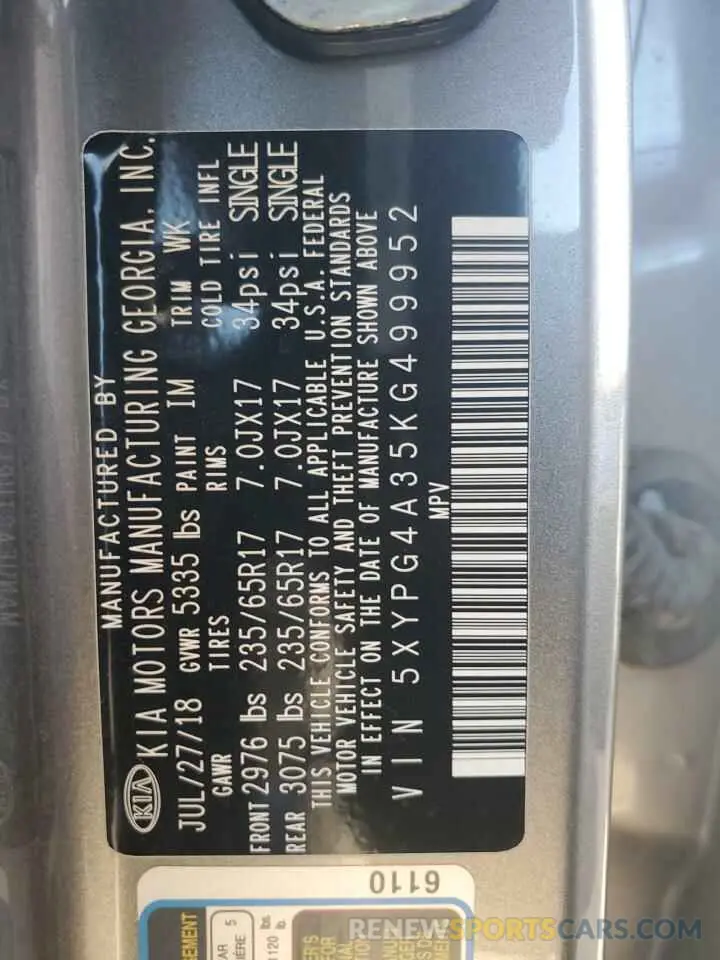 MANUFACTURED BY
KIA KIA MOTORS MANUFACTURING GEORGIA, INC.
JUL/27/18 GVWR 5335 lbs PAINT IM TRIM WK
GAWR TIRES RIMS COLD TIRE INFL
FRONT 2976 lbs 235/65R17 7.0JX17 34psi SINGLE
REAR 3075 lbs 235/65R17 7.0JX17 34psi SINGLE
THIS VEHICLE CONFORMS TO ALL APPLICABLE U.S.A. FEDERAL
MOTOR VEHICLE SAFETY AND THEFT PREVENTION STANDARDS
IN EFFECT ON THE DATE OF MANUFACTURE SHOWN ABOVE
VIN 5XYPG4A35KG499952
MPV
6110
RENEWSPORTSCARS.COM